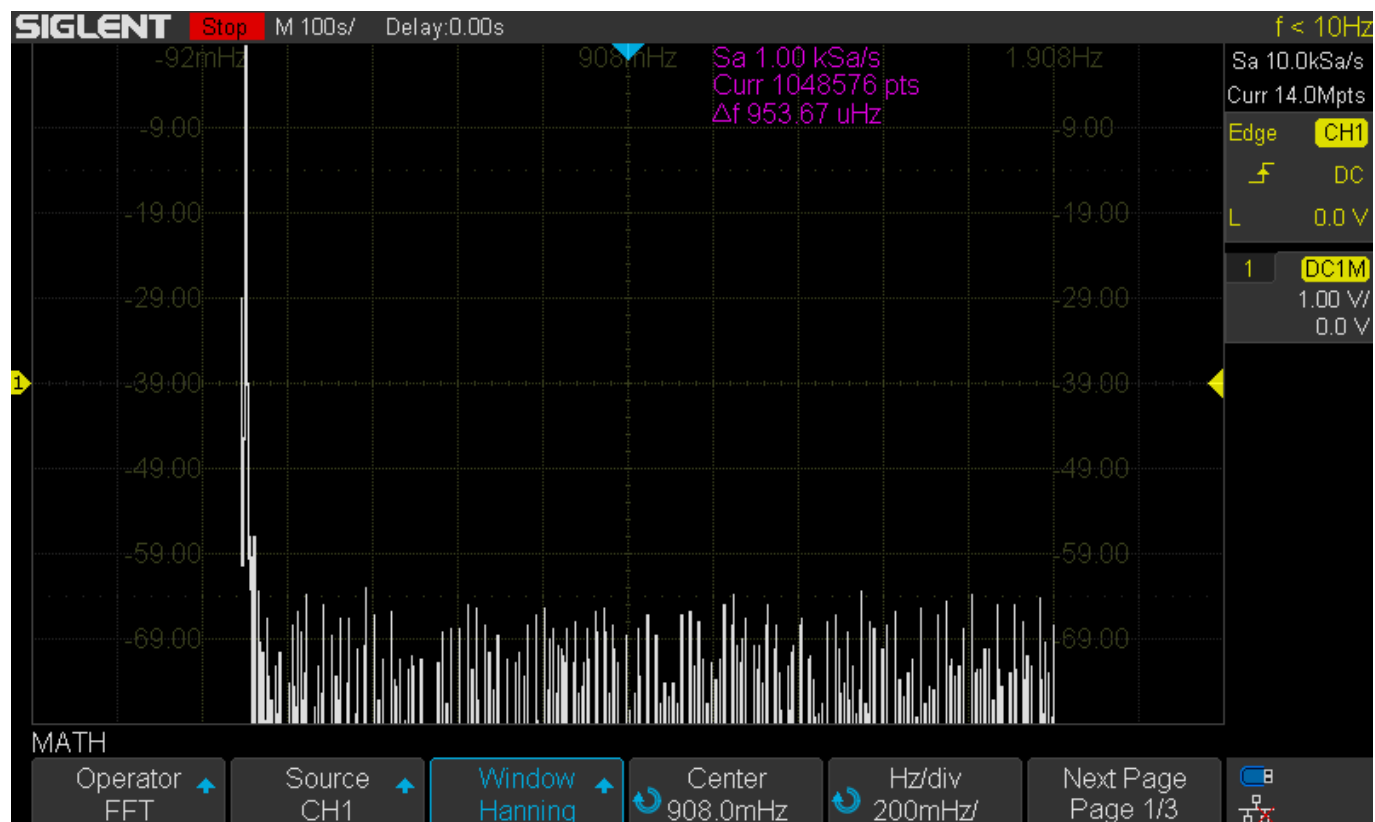 SIGLENT Stop M 100s/ Delay:0.00s f < 10Hz
-92mHz 908mHz 1.908Hz
Sa 1.00 kSa/s
Curr 1048576 pts
Δf 953.67 uHz
Sa 10.0kSa/s
Curr 14.0Mpts
Edge CH1
DC
L 0.0 V
1 DC1M
1.00 V/
0.0 V
-9.00 -9.00
-19.00 -19.00
-29.00 -29.00
1 -39.00 -39.00
-49.00 -49.00
-59.00 -59.00
-69.00 -69.00
MATH
Operator
FFT
Source
CH1
Window
Hanning
Center
908.0mHz
Hz/div
200mHz/
Next Page
Page 1/3